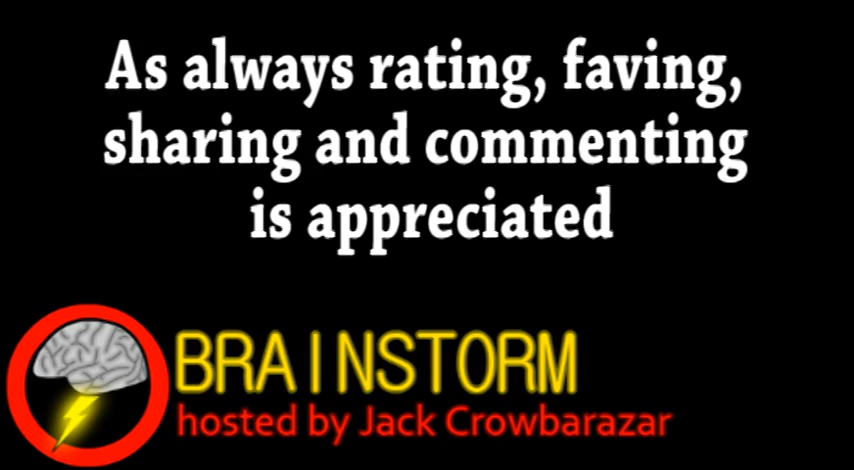 As always rating, faving,
sharing and commenting
is appreciated
BRAINSTORM
hosted by Jack Crowbarazar